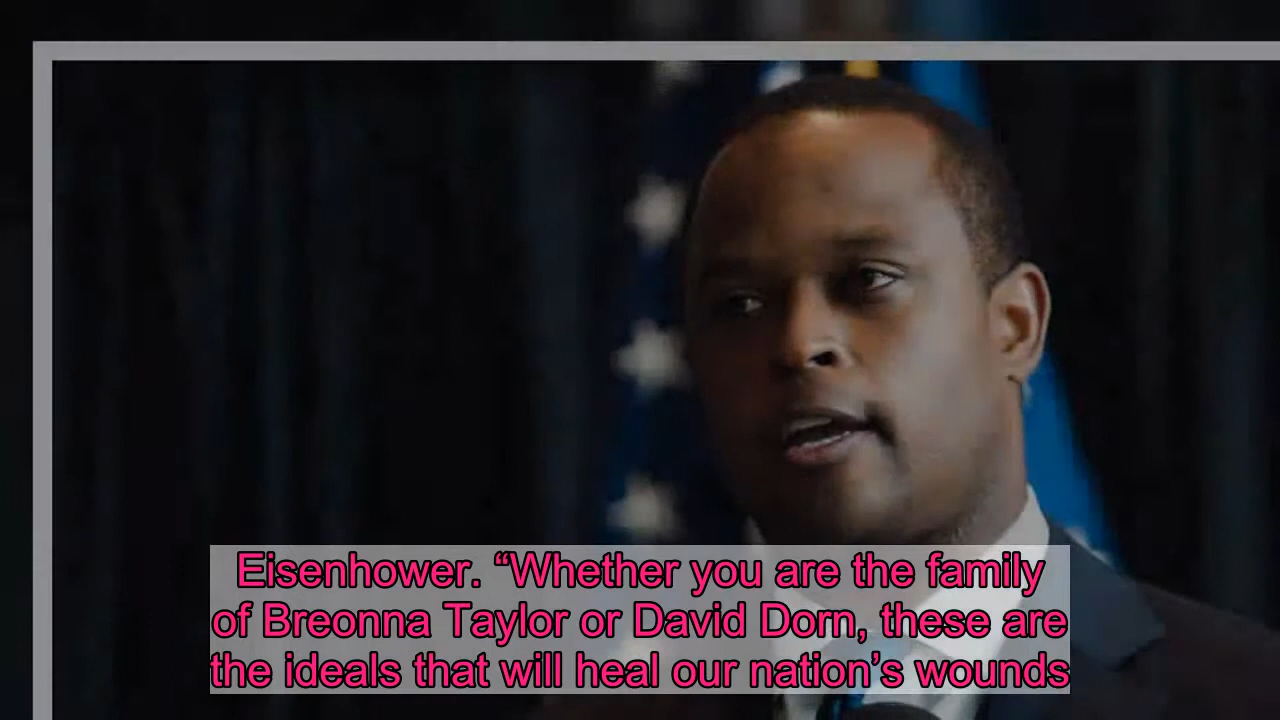 Eisenhower. “Whether you are the family
of Breonna Taylor or David Dorn, these are
the ideals that will heal our nation’s wounds